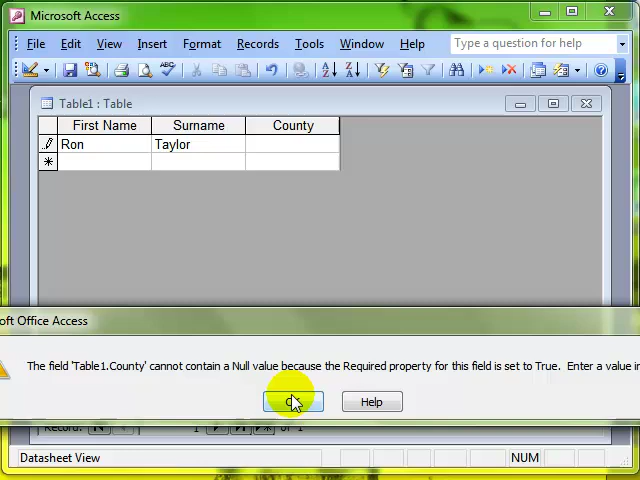 Microsoft Access
File Edit View Insert Format Records Tools Window Help Type a question for help
Table1 : Table
First Name Surname County
Ron Taylor
oft Office Access
The field 'Table1.County' cannot contain a Null value because the Required property for this field is set to True. Enter a value in
Help
Record: 1 of 1
Datasheet View NUM